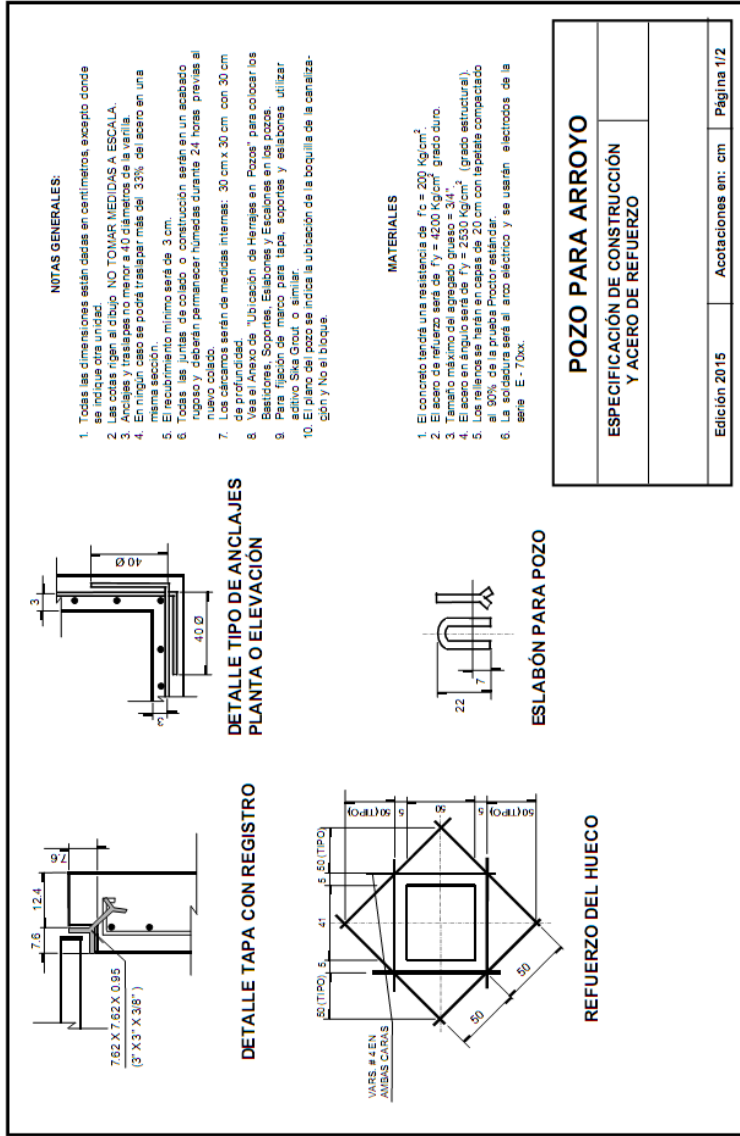 NOTAS GENERALES:
1. Todas las dimensiones están dadas en centímetros, excepto donde
se indique otra unidad.
2. Las cotas rigen al dibujo. NO TOMAR MEDIDAS A ESCALA.
3. Anclajes y traslapes no menor a 40 diámetros de la varilla.
4. En ningún caso se podrá traslapar más del 33% del acero en una
misma sección.
5. El recubrimiento mínimo será de 3 cm.
6. Todas las juntas de colado o construcción serán en un acabado
rugoso y deberán permanecer húmedas durante 24 horas previas al
nuevo colado.
7. Los cárcamos serán de medidas internas: 30 cm x 30 cm con 30 cm
de profundidad.
8. Vea el Anexo de "Ubicación de Herrajes en Pozos" para colocar los
Bastidores, Soportes, Eslabones y Escalones en los pozos.
9. Para fijación de marco para tapa, soportes y eslabones utilizar
aditivo Sika Grout o similar.
10. El plano del pozo se indica la ubicación de la boquilla de la canaliza-
ción y No el bloque.
MATERIALES
1. El concreto tendrá una resistencia de f'c = 200 Kg/cm²
2. El acero de refuerzo será de f'y = 4200 Kg/cm² grado duro.
3. Tamaño máximo del agregado grueso = 3/4".
4. El acero en ángulo será de f'y = 2530 Kg/cm² (grado estructural).
5. Los rellenos se harán en capas de 20 cm con tepetate compactado
al 90% de la prueba Proctor estándar.
6. La soldadura será al arco eléctrico y se usarán electrodos de la
serie E - 70xx.
7.6
12.4
7.6
7.62 X 7.62 X 0.95
(3" X 3" X 3/8" )
DETALLE TAPA CON REGISTRO
3
40 Ø
3
40 Ø
DETALLE TIPO DE ANCLAJES
PLANTA O ELEVACIÓN
VARS. # 4 EN
AMBAS CARAS
50 (TIPO)
5
41
5
50 (TIPO)
50 (TIPO)
5
50
5
50 (TIPO)
50
50
REFUERZO DEL HUECO
22
7
ESLABÓN PARA POZO
POZO PARA ARROYO
ESPECIFICACIÓN DE CONSTRUCCIÓN
Y ACERO DE REFUERZO
Edición 2015
Acotaciones en: cm
Página 1/2